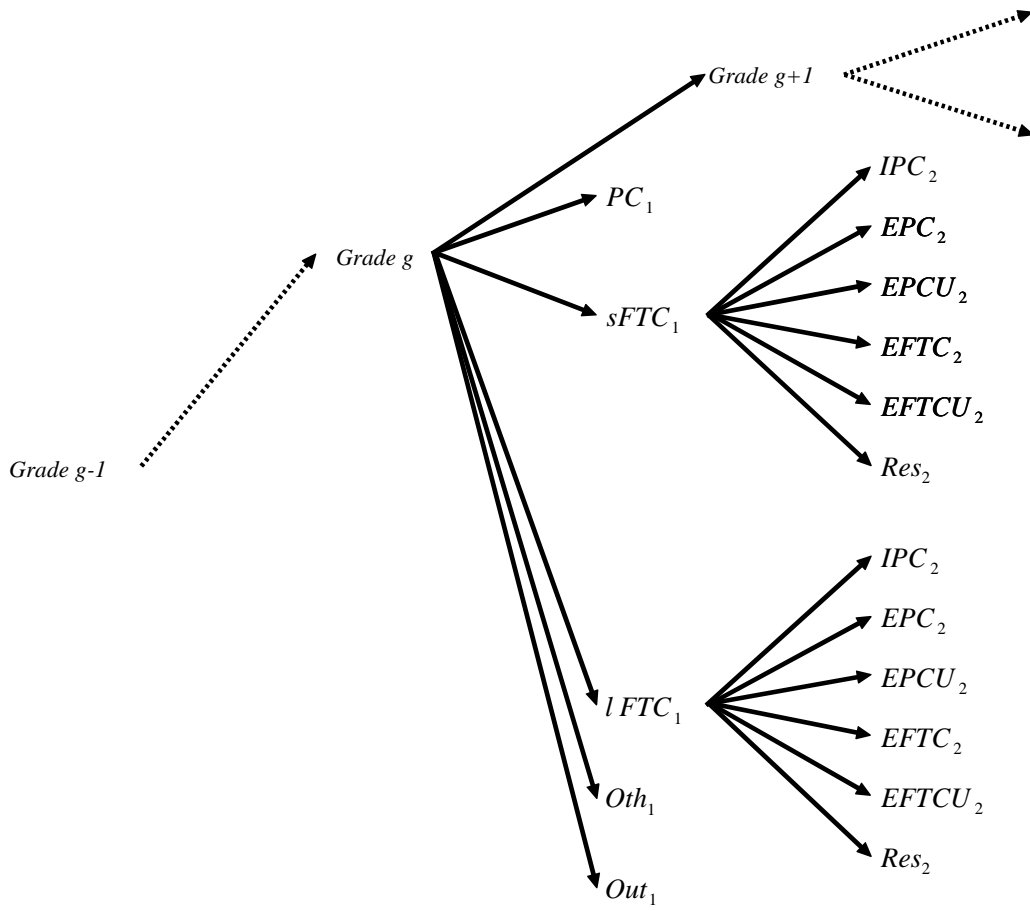 Grade g+1
IPC₂
PC₁
EPC₂
Grade g
EPCU₂
sFTC₁
EFTC₂
EFTCU₂
Grade g-1
Res₂
IPC₂
EPC₂
EPCU₂
l FTC₁
EFTC₂
Oth₁
EFTCU₂
Res₂
Out₁